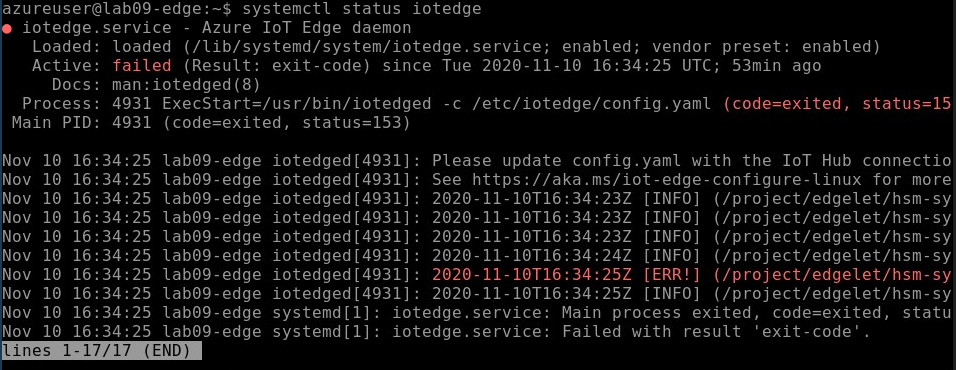 azureuser@lab09-edge:~$ systemctl status iotedge
● iotedge.service - Azure IoT Edge daemon
Loaded: loaded (/lib/systemd/system/iotedge.service; enabled; vendor preset: enabled)
Active: failed (Result: exit-code) since Tue 2020-11-10 16:34:25 UTC; 53min ago
Docs: man:iotedged(8)
Process: 4931 ExecStart=/usr/bin/iotedged -c /etc/iotedge/config.yaml (code=exited, status=15
Main PID: 4931 (code=exited, status=153)
Nov 10 16:34:25 lab09-edge iotedged[4931]: Please update config.yaml with the IoT Hub connectio
Nov 10 16:34:25 lab09-edge iotedged[4931]: See https://aka.ms/iot-edge-configure-linux for more
Nov 10 16:34:25 lab09-edge iotedged[4931]: 2020-11-10T16:34:23Z [INFO] (/project/edgelet/hsm-sy
Nov 10 16:34:25 lab09-edge iotedged[4931]: 2020-11-10T16:34:23Z [INFO] (/project/edgelet/hsm-sy
Nov 10 16:34:25 lab09-edge iotedged[4931]: 2020-11-10T16:34:23Z [INFO] (/project/edgelet/hsm-sy
Nov 10 16:34:25 lab09-edge iotedged[4931]: 2020-11-10T16:34:24Z [INFO] (/project/edgelet/hsm-sy
Nov 10 16:34:25 lab09-edge iotedged[4931]: 2020-11-10T16:34:25Z [ERR!] (/project/edgelet/hsm-sy
Nov 10 16:34:25 lab09-edge iotedged[4931]: 2020-11-10T16:34:25Z [INFO] (/project/edgelet/hsm-sy
Nov 10 16:34:25 lab09-edge systemd[1]: iotedge.service: Main process exited, code=exited, statu
Nov 10 16:34:25 lab09-edge systemd[1]: iotedge.service: Failed with result 'exit-code'.
lines 1-17/17 (END)